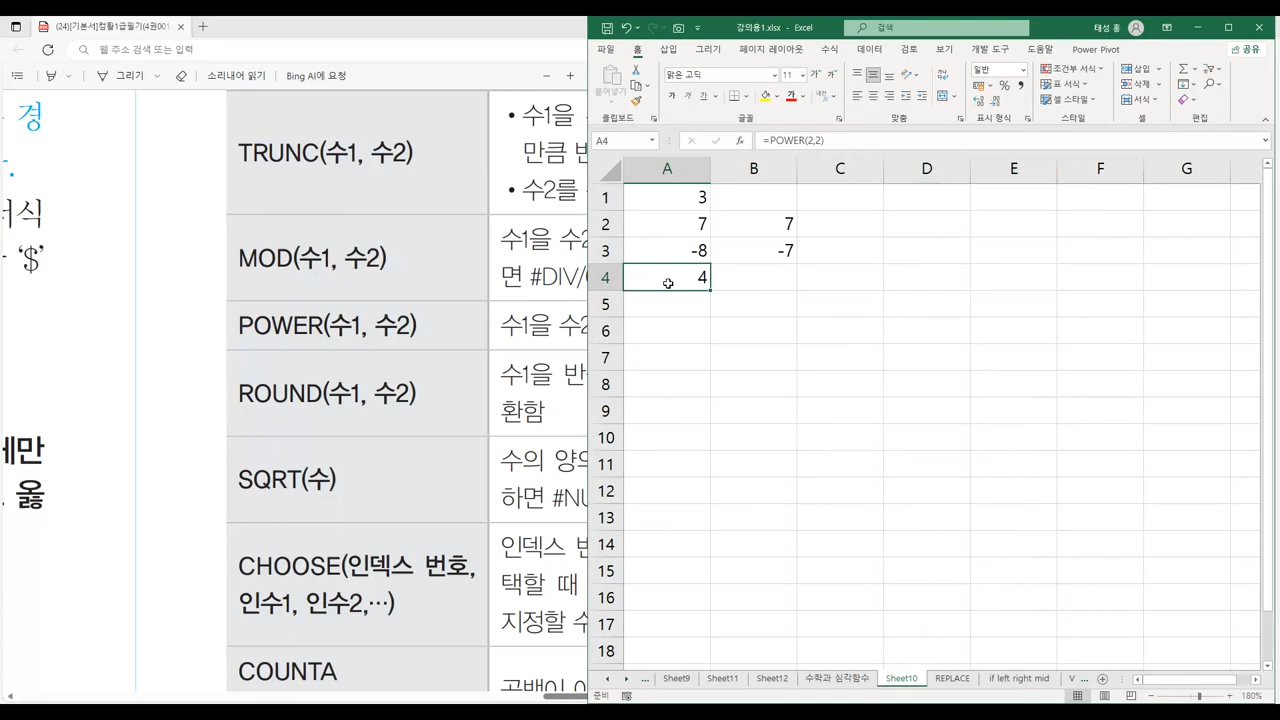 (24)[기본서]컴활1급필기(4권001
웹 주소 검색 또는 입력
그리기
소리내어 읽기
Bing AI에 요청
경
서식
'$'
에만
옳
TRUNC(수1, 수2)
• 수1을
만큼
• 수2를
MOD(수1, 수2)
수1을 수2
면 #DIV/
POWER(수1, 수2)
수1을 수2
ROUND(수1, 수2)
수1을 반
환함
SQRT(수)
수의 양의
하면 #NU
CHOOSE(인덱스 번호,
인수1, 인수2,…)
인덱스 번
택할 때
지정할 수
COUNTA
강의용1.xlsx - Excel
검색
태성 홍
파일 홈 삽입 그리기 페이지 레이아웃 수식 데이터 검토 보기 개발 도구 도움말 Power Pivot 공유
붙여넣기
맑은 고딕 11
가 가 가
일반
조건부 서식
표 서식
셀 스타일
삽입
삭제
서식
클립보드 글꼴 맞춤 표시 형식 스타일 셀 편집
A4 fx =POWER(2,2)
A B C D E F G
1 3
2 7 7
3 -8 -7
4 4
5
6
7
8
9
10
11
12
13
14
15
16
17
18
... Sheet9 Sheet11 Sheet12 수학과 심각함수 Sheet10 REPLACE if left right mid V ...
준비
180%